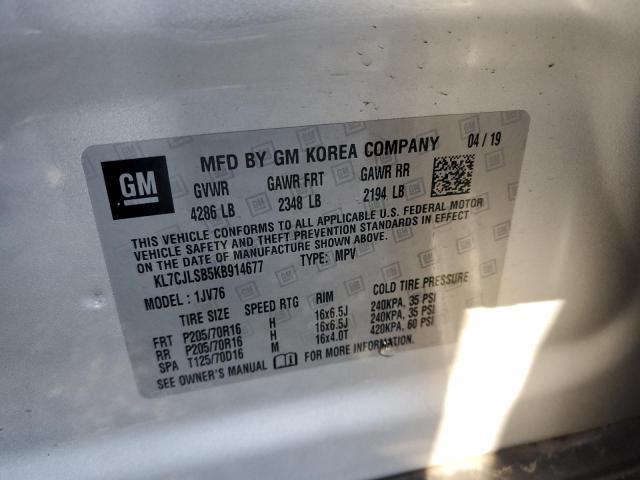 GM
MFD BY GM KOREA COMPANY 04 / 19
GVWR GAWR FRT GAWR RR
4286 LB 2348 LB 2194 LB
THIS VEHICLE CONFORMS TO ALL APPLICABLE U.S. FEDERAL MOTOR
VEHICLE SAFETY AND THEFT PREVENTION STANDARDS IN EFFECT
ON THE DATE OF MANUFACTURE SHOWN ABOVE.
KL7CJLSB5KB914677 TYPE: MPV
MODEL : 1JV76
TIRE SIZE SPEED RTG RIM COLD TIRE PRESSURE
FRT P205/70R16 H 16x6.5J 240KPA, 35 PSI
RR P205/70R16 H 16x6.5J 240KPA, 35 PSI
SPA T125/70D16 M 16x4.0T 420KPA, 60 PSI
SEE OWNER'S MANUAL FOR MORE INFORMATION.